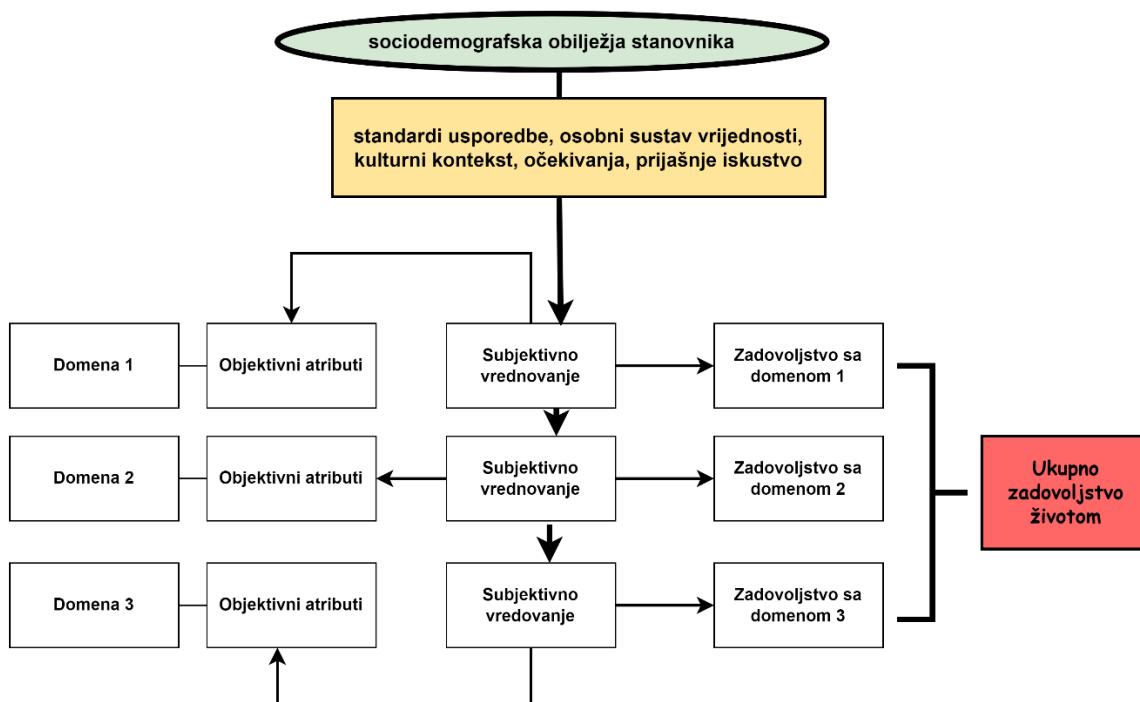 sociodemografska obilježja stanovnika
standardi usporedbe, osobni sustav vrijednosti,
kulturni kontekst, očekivanja, prijašnje iskustvo
Domena 1
Objektivni atributi
Subjektivno
vrednovanje
Zadovoljstvo sa
domenom 1
Domena 2
Objektivni atributi
Subjektivno
vrednovanje
Zadovoljstvo sa
domenom 2
Ukupno
zadovoljstvo
životom
Domena 3
Objektivni atributi
Subjektivno
vredovanje
Zadovoljstvo sa
domenom 3